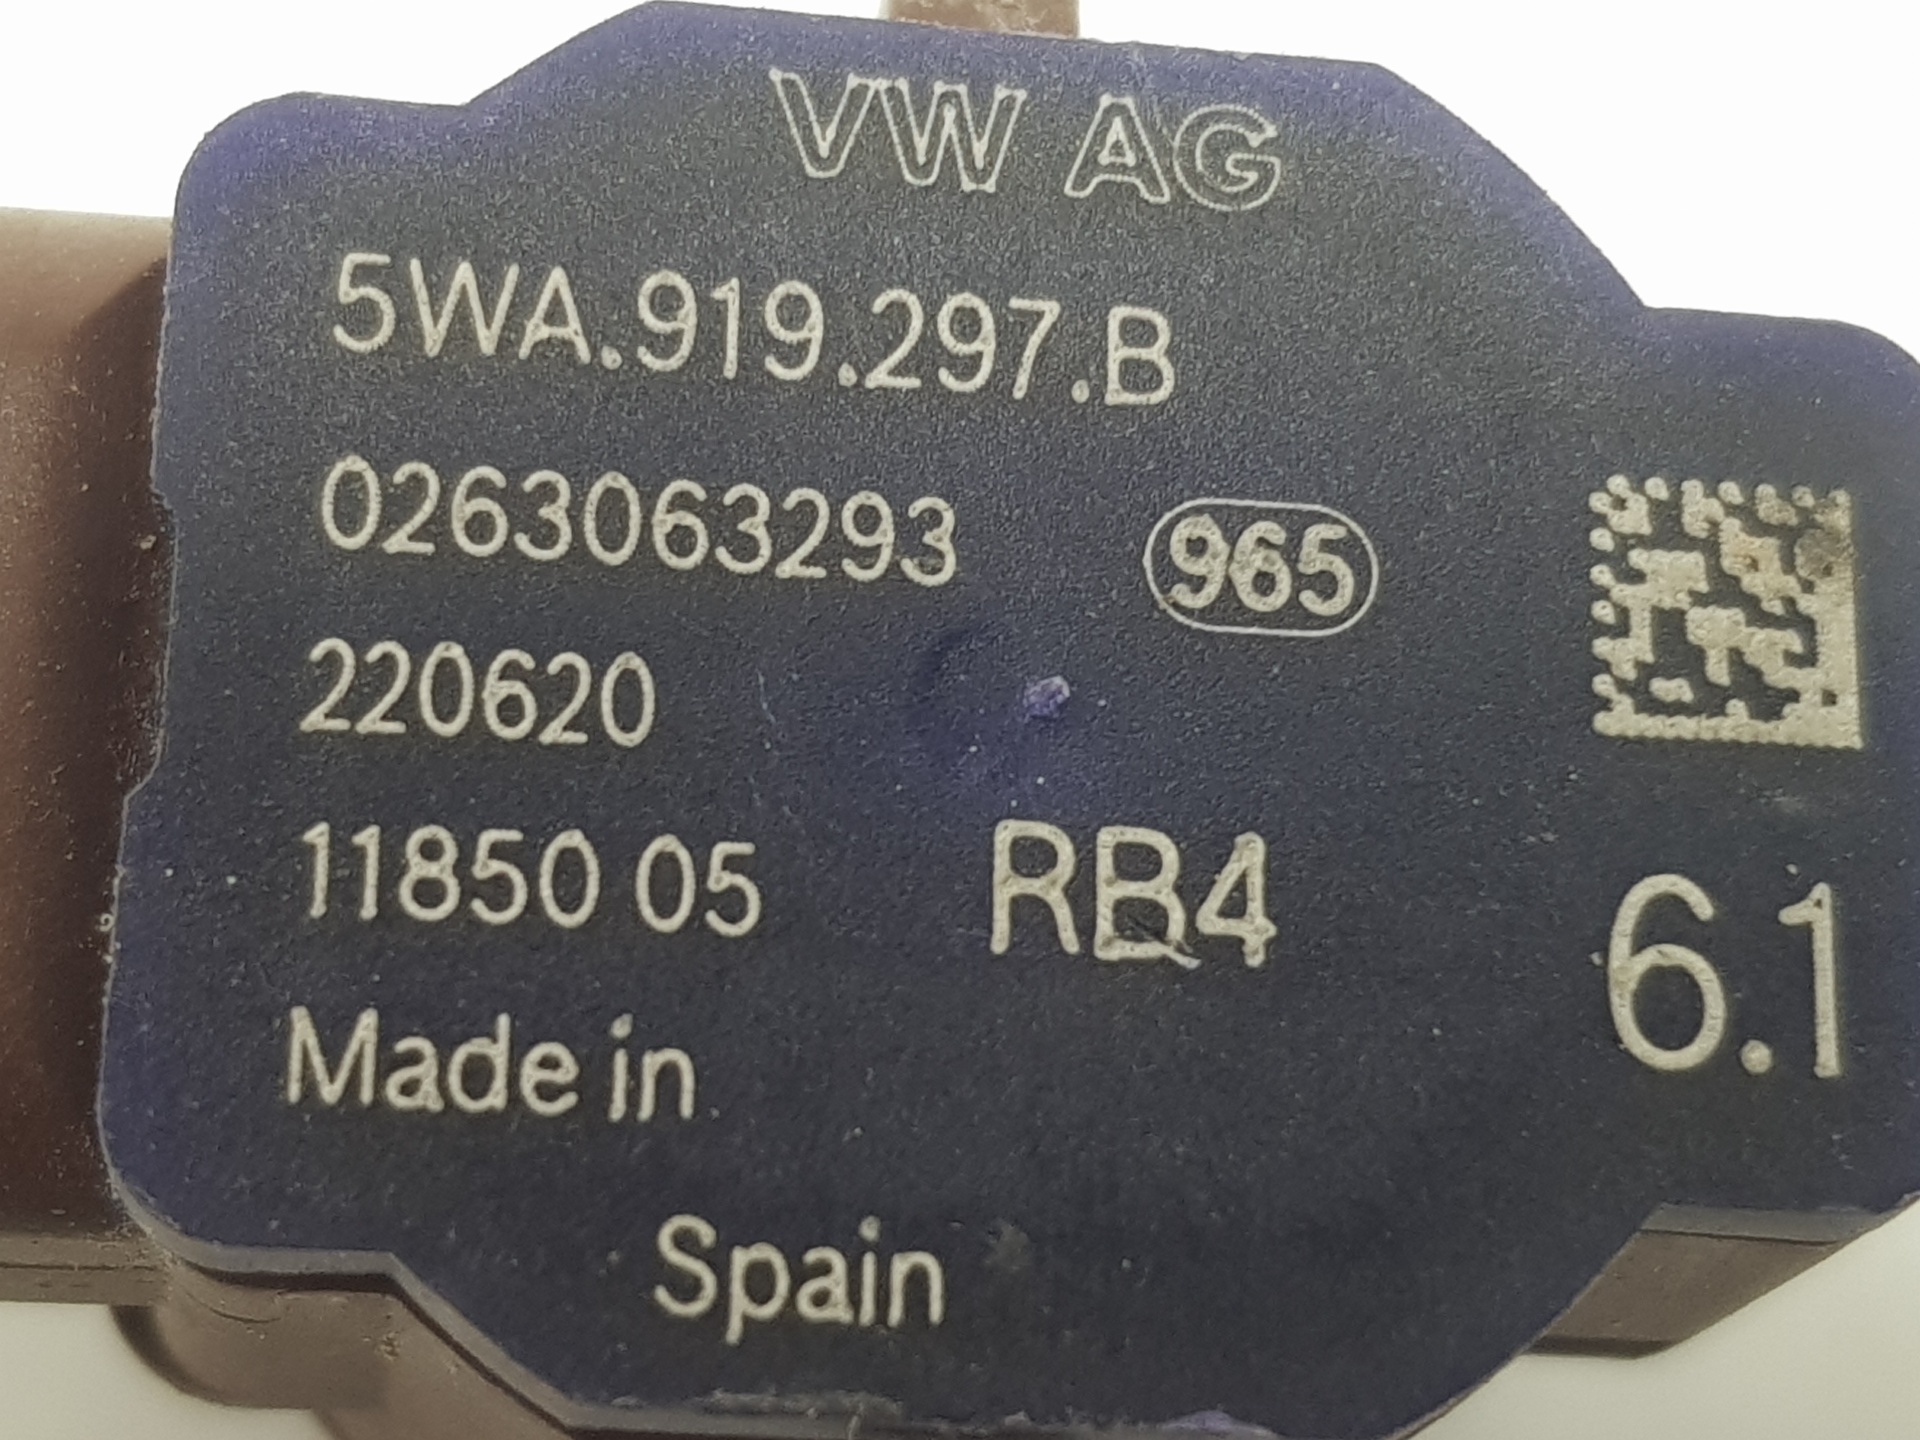 VW AG
5WA.919.297.B
0263063293 965
220620
11850 05 RB4
6.1
Made in
Spain